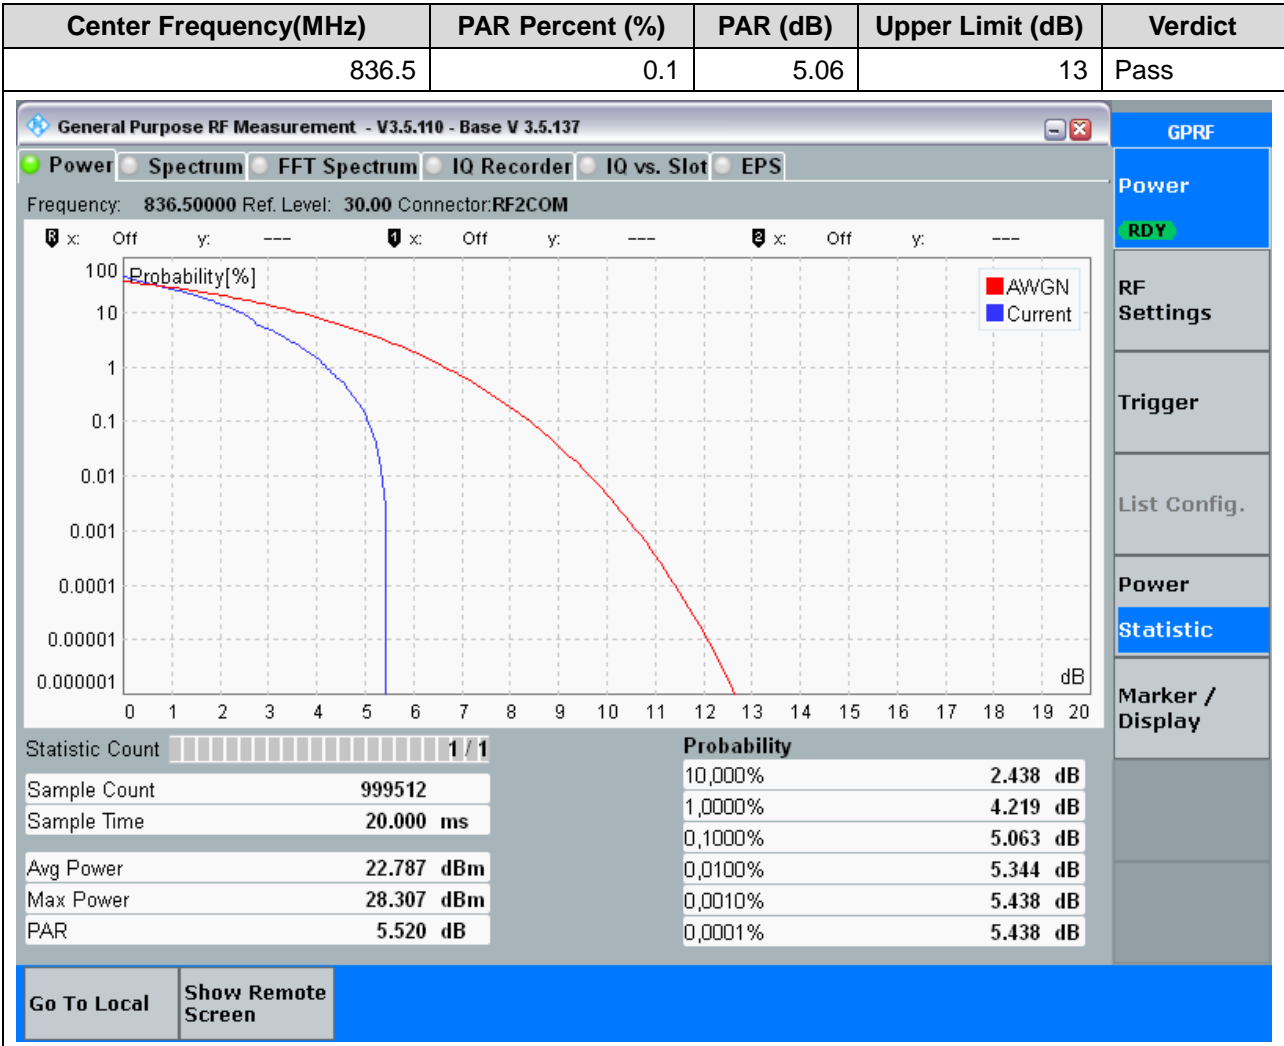 Center Frequency(MHz) PAR Percent (%) PAR (dB) Upper Limit (dB) Verdict
836.5 0.1 5.06 13 Pass
General Purpose RF Measurement - V3.5.110 - Base V 3.5.137
GPRF
Power Spectrum FFT Spectrum IQ Recorder IQ vs. Slot EPS
Power
RDY
Frequency: 836.50000 Ref. Level: 30.00 Connector:RF2COM
R x: Off y: --- 1 x: Off y: --- 2 x: Off y: ---
100 Probability[%]
AWGN
Current
10
1
0.1
0.01
0.001
0.0001
0.00001
0.000001
dB
0 1 2 3 4 5 6 7 8 9 10 11 12 13 14 15 16 17 18 19 20
RF
Settings
Trigger
List Config.
Power
Statistic
Marker /
Display
Statistic Count 1 / 1
Sample Count 999512
Sample Time 20.000 ms
Avg Power 22.787 dBm
Max Power 28.307 dBm
PAR 5.520 dB
Probability
10,000% 2.438 dB
1,0000% 4.219 dB
0,1000% 5.063 dB
0,0100% 5.344 dB
0,0010% 5.438 dB
0,0001% 5.438 dB
Go To Local
Show Remote
Screen